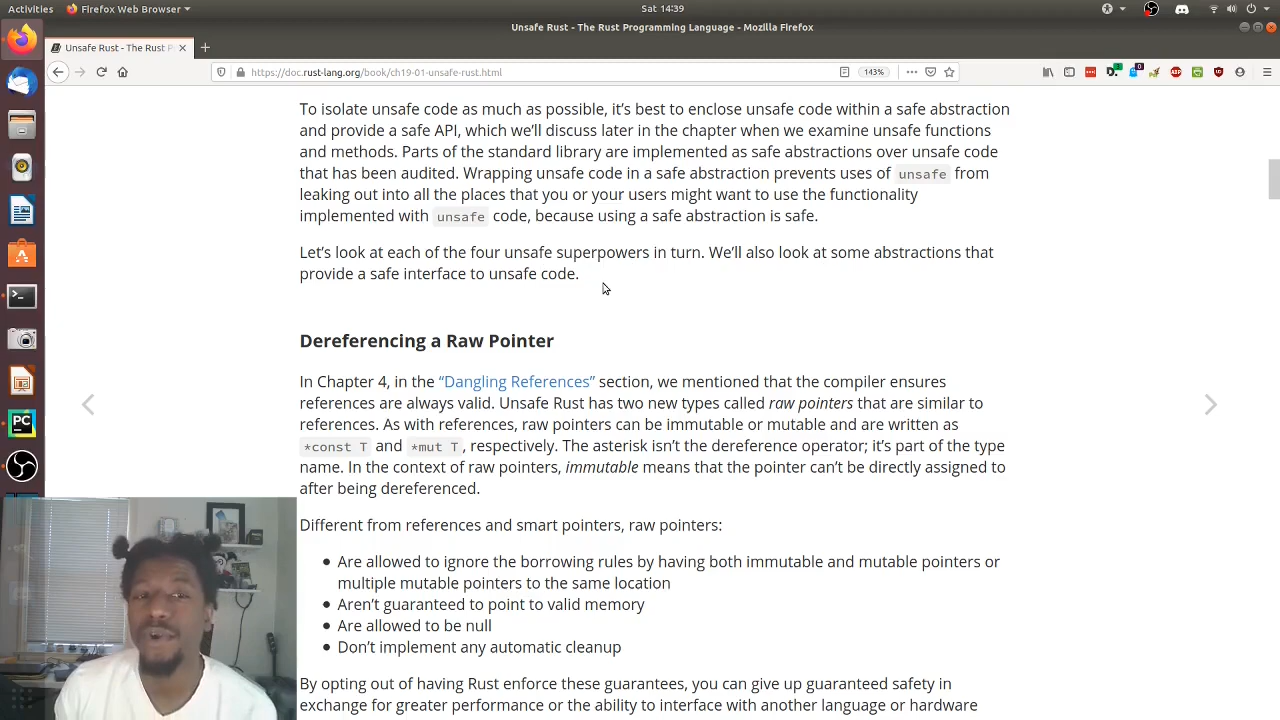 Activities
Firefox Web Browser
Sat 14:39
Unsafe Rust - The Rust Programming Language - Mozilla Firefox
Unsafe Rust - The Rust P
https://doc.rust-lang.org/book/ch19-01-unsafe-rust.html
143%
To isolate unsafe code as much as possible, it’s best to enclose unsafe code within a safe abstraction
and provide a safe API, which we’ll discuss later in the chapter when we examine unsafe functions
and methods. Parts of the standard library are implemented as safe abstractions over unsafe code
that has been audited. Wrapping unsafe code in a safe abstraction prevents uses of unsafe from
leaking out into all the places that you or your users might want to use the functionality
implemented with unsafe code, because using a safe abstraction is safe.
Let’s look at each of the four unsafe superpowers in turn. We’ll also look at some abstractions that
provide a safe interface to unsafe code.
Dereferencing a Raw Pointer
In Chapter 4, in the “Dangling References” section, we mentioned that the compiler ensures
references are always valid. Unsafe Rust has two new types called raw pointers that are similar to
references. As with references, raw pointers can be immutable or mutable and are written as
*const T and *mut T, respectively. The asterisk isn’t the dereference operator; it’s part of the type
name. In the context of raw pointers, immutable means that the pointer can’t be directly assigned to
after being dereferenced.
Different from references and smart pointers, raw pointers:
• Are allowed to ignore the borrowing rules by having both immutable and mutable pointers or
multiple mutable pointers to the same location
• Aren’t guaranteed to point to valid memory
• Are allowed to be null
• Don’t implement any automatic cleanup
By opting out of having Rust enforce these guarantees, you can give up guaranteed safety in
exchange for greater performance or the ability to interface with another language or hardware